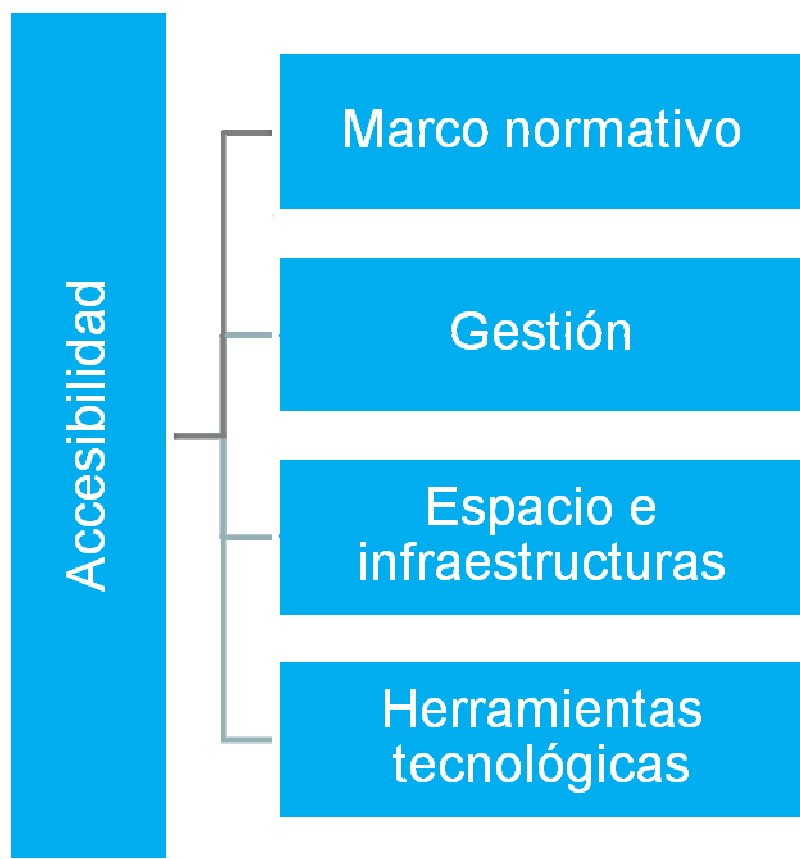 Accesibilidad
Marco normativo
Gestión
Espacio e
infraestructuras
Herramientas
tecnológicas